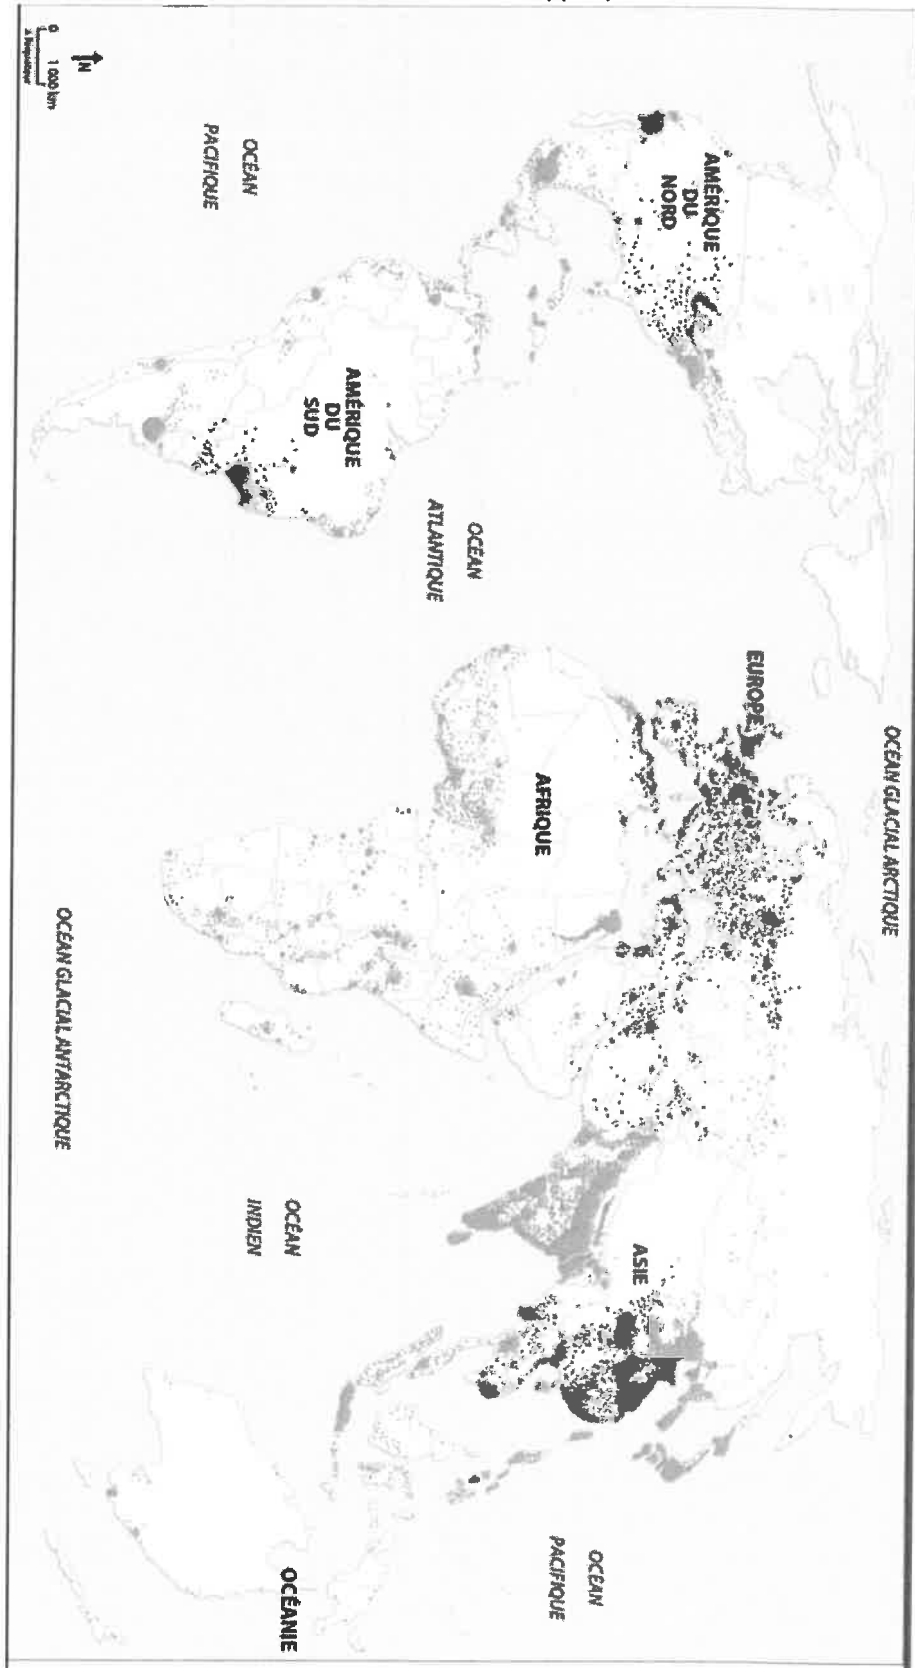 OCÉAN GLACIAL ARCTIQUE
AMÉRIQUE
DU
NORD
EUROPE
ASIE
OCÉAN
PACIFIQUE
OCÉAN
ATLANTIQUE
AFRIQUE
OCÉAN
PACIFIQUE
AMÉRIQUE
DU
SUD
OCÉAN
INDIEN
OCÉANIE
OCÉAN GLACIAL ANTARCTIQUE
N
0 1 000 km
à l'équateur